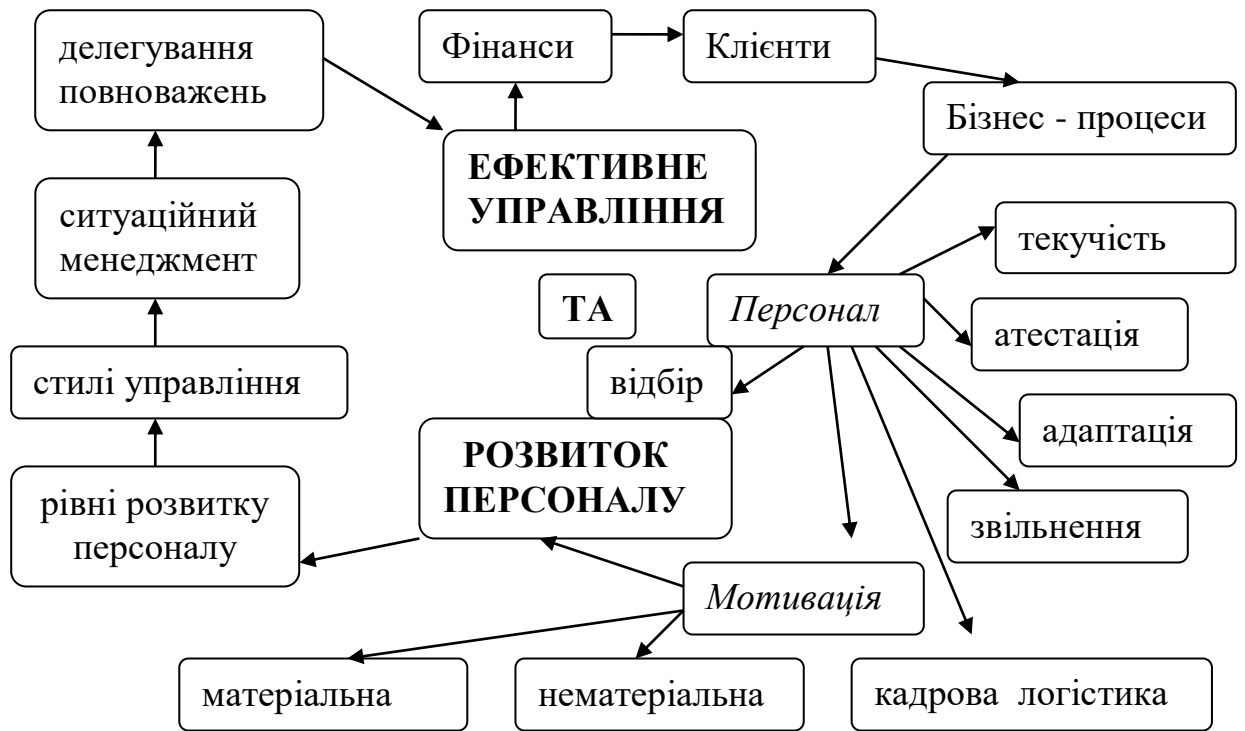 делегування
повноважень
Фінанси
Клієнти
Бізнес - процеси
ЕФЕКТИВНЕ
УПРАВЛІННЯ
ситуаційний
менеджмент
текучість
ТА
Персонал
атестація
стилі управління
відбір
адаптація
РОЗВИТОК
ПЕРСОНАЛУ
рівні розвитку
персоналу
звільнення
Мотивація
матеріальна
нематеріальна
кадрова логістика